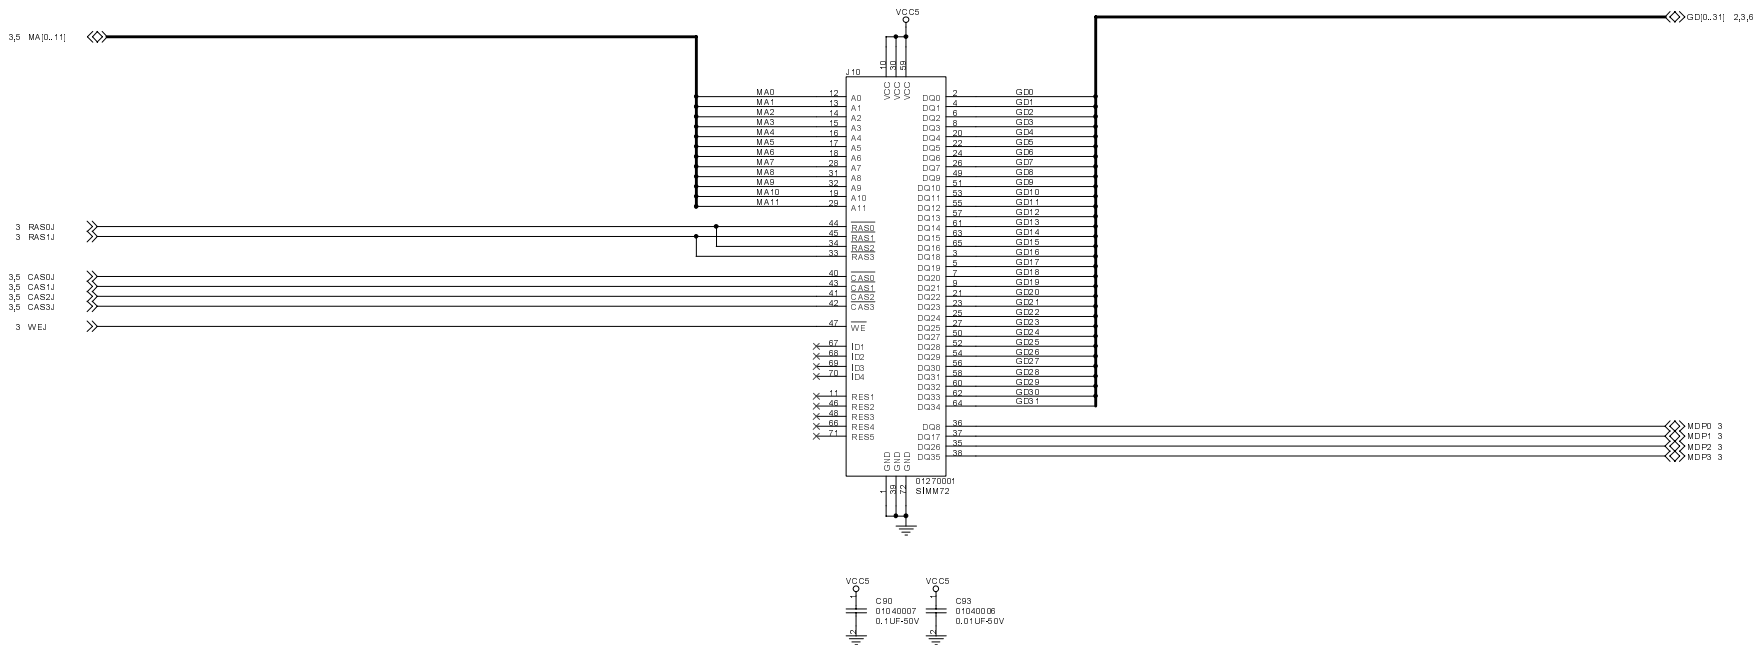 VCC5
GD[0..31[ 2,3,6
3,5 MA[0..11[
10 30 59
J10
VCC VCC VCC
MA0 12 A0 DQ0 2 GD0
MA1 13 A1 DQ1 4 GD1
MA2 14 A2 DQ2 6 GD2
MA3 15 A3 DQ3 8 GD3
MA4 16 A4 DQ4 20 GD4
MA5 17 A5 DQ5 22 GD5
MA6 18 A6 DQ6 24 GD6
MA7 28 A7 DQ7 26 GD7
MA8 31 A8 DQ9 49 GD8
MA9 32 A9 DQ10 51 GD9
MA10 19 A10 DQ11 53 GD10
MA11 29 A11 DQ12 55 GD11
DQ13 57 GD12
3 RAS0J 44 RAS0 DQ14 61 GD13
3 RAS1J 45 RAS1 DQ15 63 GD14
34 RAS2 DQ16 65 GD15
33 RAS3 DQ18 3 GD16
DQ19 5 GD17
3,5 CAS0J 40 CAS0 DQ20 7 GD18
3,5 CAS1J 43 CAS1 DQ21 9 GD19
3,5 CAS2J 41 CAS2 DQ22 21 GD20
3,5 CAS3J 42 CAS3 DQ23 23 GD21
DQ24 25 GD22
3 WEJ 47 WE DQ25 27 GD23
DQ27 50 GD24
67 ID1 DQ28 52 GD25
68 ID2 DQ29 54 GD26
69 ID3 DQ30 56 GD27
70 ID4 DQ31 58 GD28
DQ32 60 GD29
11 RES1 DQ33 62 GD30
46 RES2 DQ34 64 GD31
48 RES3
66 RES4 DQ8 36 MDP0 3
71 RES5 DQ17 37 MDP1 3
DQ26 35 MDP2 3
DQ35 38 MDP3 3
GND GND GND
1 39 72
01270001
SIMM72
VCC5 VCC5
1 1
C90 C93
01040007 01040006
0.1UF-50V 0.01UF-50V
2 2